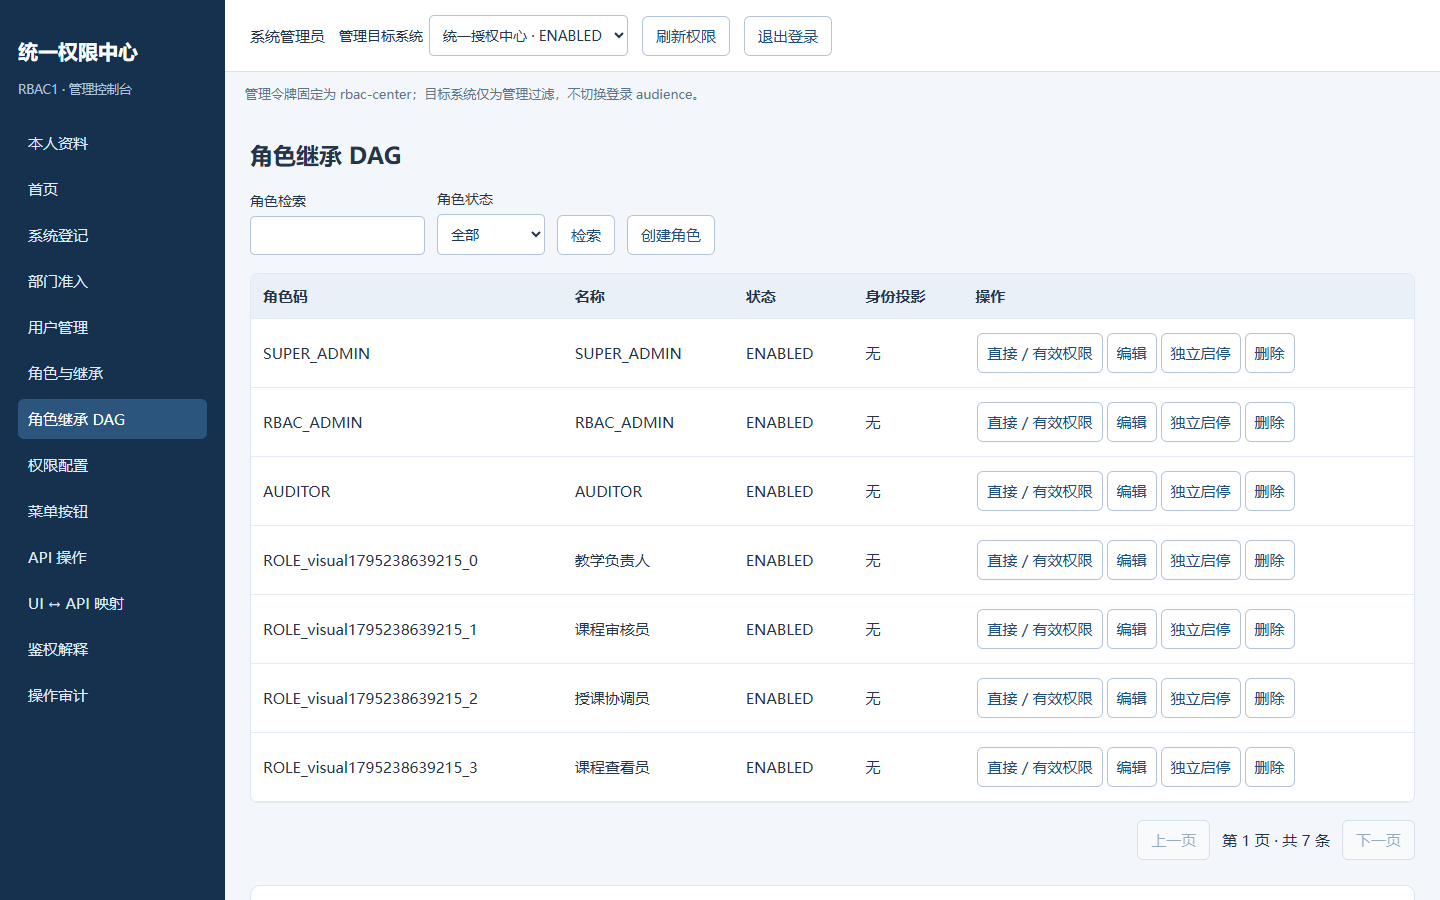 统一权限中心
RBAC1 · 管理控制台
本人资料
首页
系统登记
部门准入
用户管理
角色与继承
角色继承 DAG
权限配置
菜单按钮
API 操作
UI ↔ API 映射
鉴权解释
操作审计
系统管理员 管理目标系统 统一授权中心 · ENABLED 刷新权限 退出登录
管理令牌固定为 rbac-center；目标系统仅为管理过滤，不切换登录 audience。
角色继承 DAG
角色检索 角色状态
全部 检索 创建角色
角色码 名称 状态 身份投影 操作
SUPER_ADMIN SUPER_ADMIN ENABLED 无 直接 / 有效权限 编辑 独立启停 删除
RBAC_ADMIN RBAC_ADMIN ENABLED 无 直接 / 有效权限 编辑 独立启停 删除
AUDITOR AUDITOR ENABLED 无 直接 / 有效权限 编辑 独立启停 删除
ROLE_visual1795238639215_0 教学负责人 ENABLED 无 直接 / 有效权限 编辑 独立启停 删除
ROLE_visual1795238639215_1 课程审核员 ENABLED 无 直接 / 有效权限 编辑 独立启停 删除
ROLE_visual1795238639215_2 授课协调员 ENABLED 无 直接 / 有效权限 编辑 独立启停 删除
ROLE_visual1795238639215_3 课程查看员 ENABLED 无 直接 / 有效权限 编辑 独立启停 删除
上一页 第 1 页 · 共 7 条 下一页